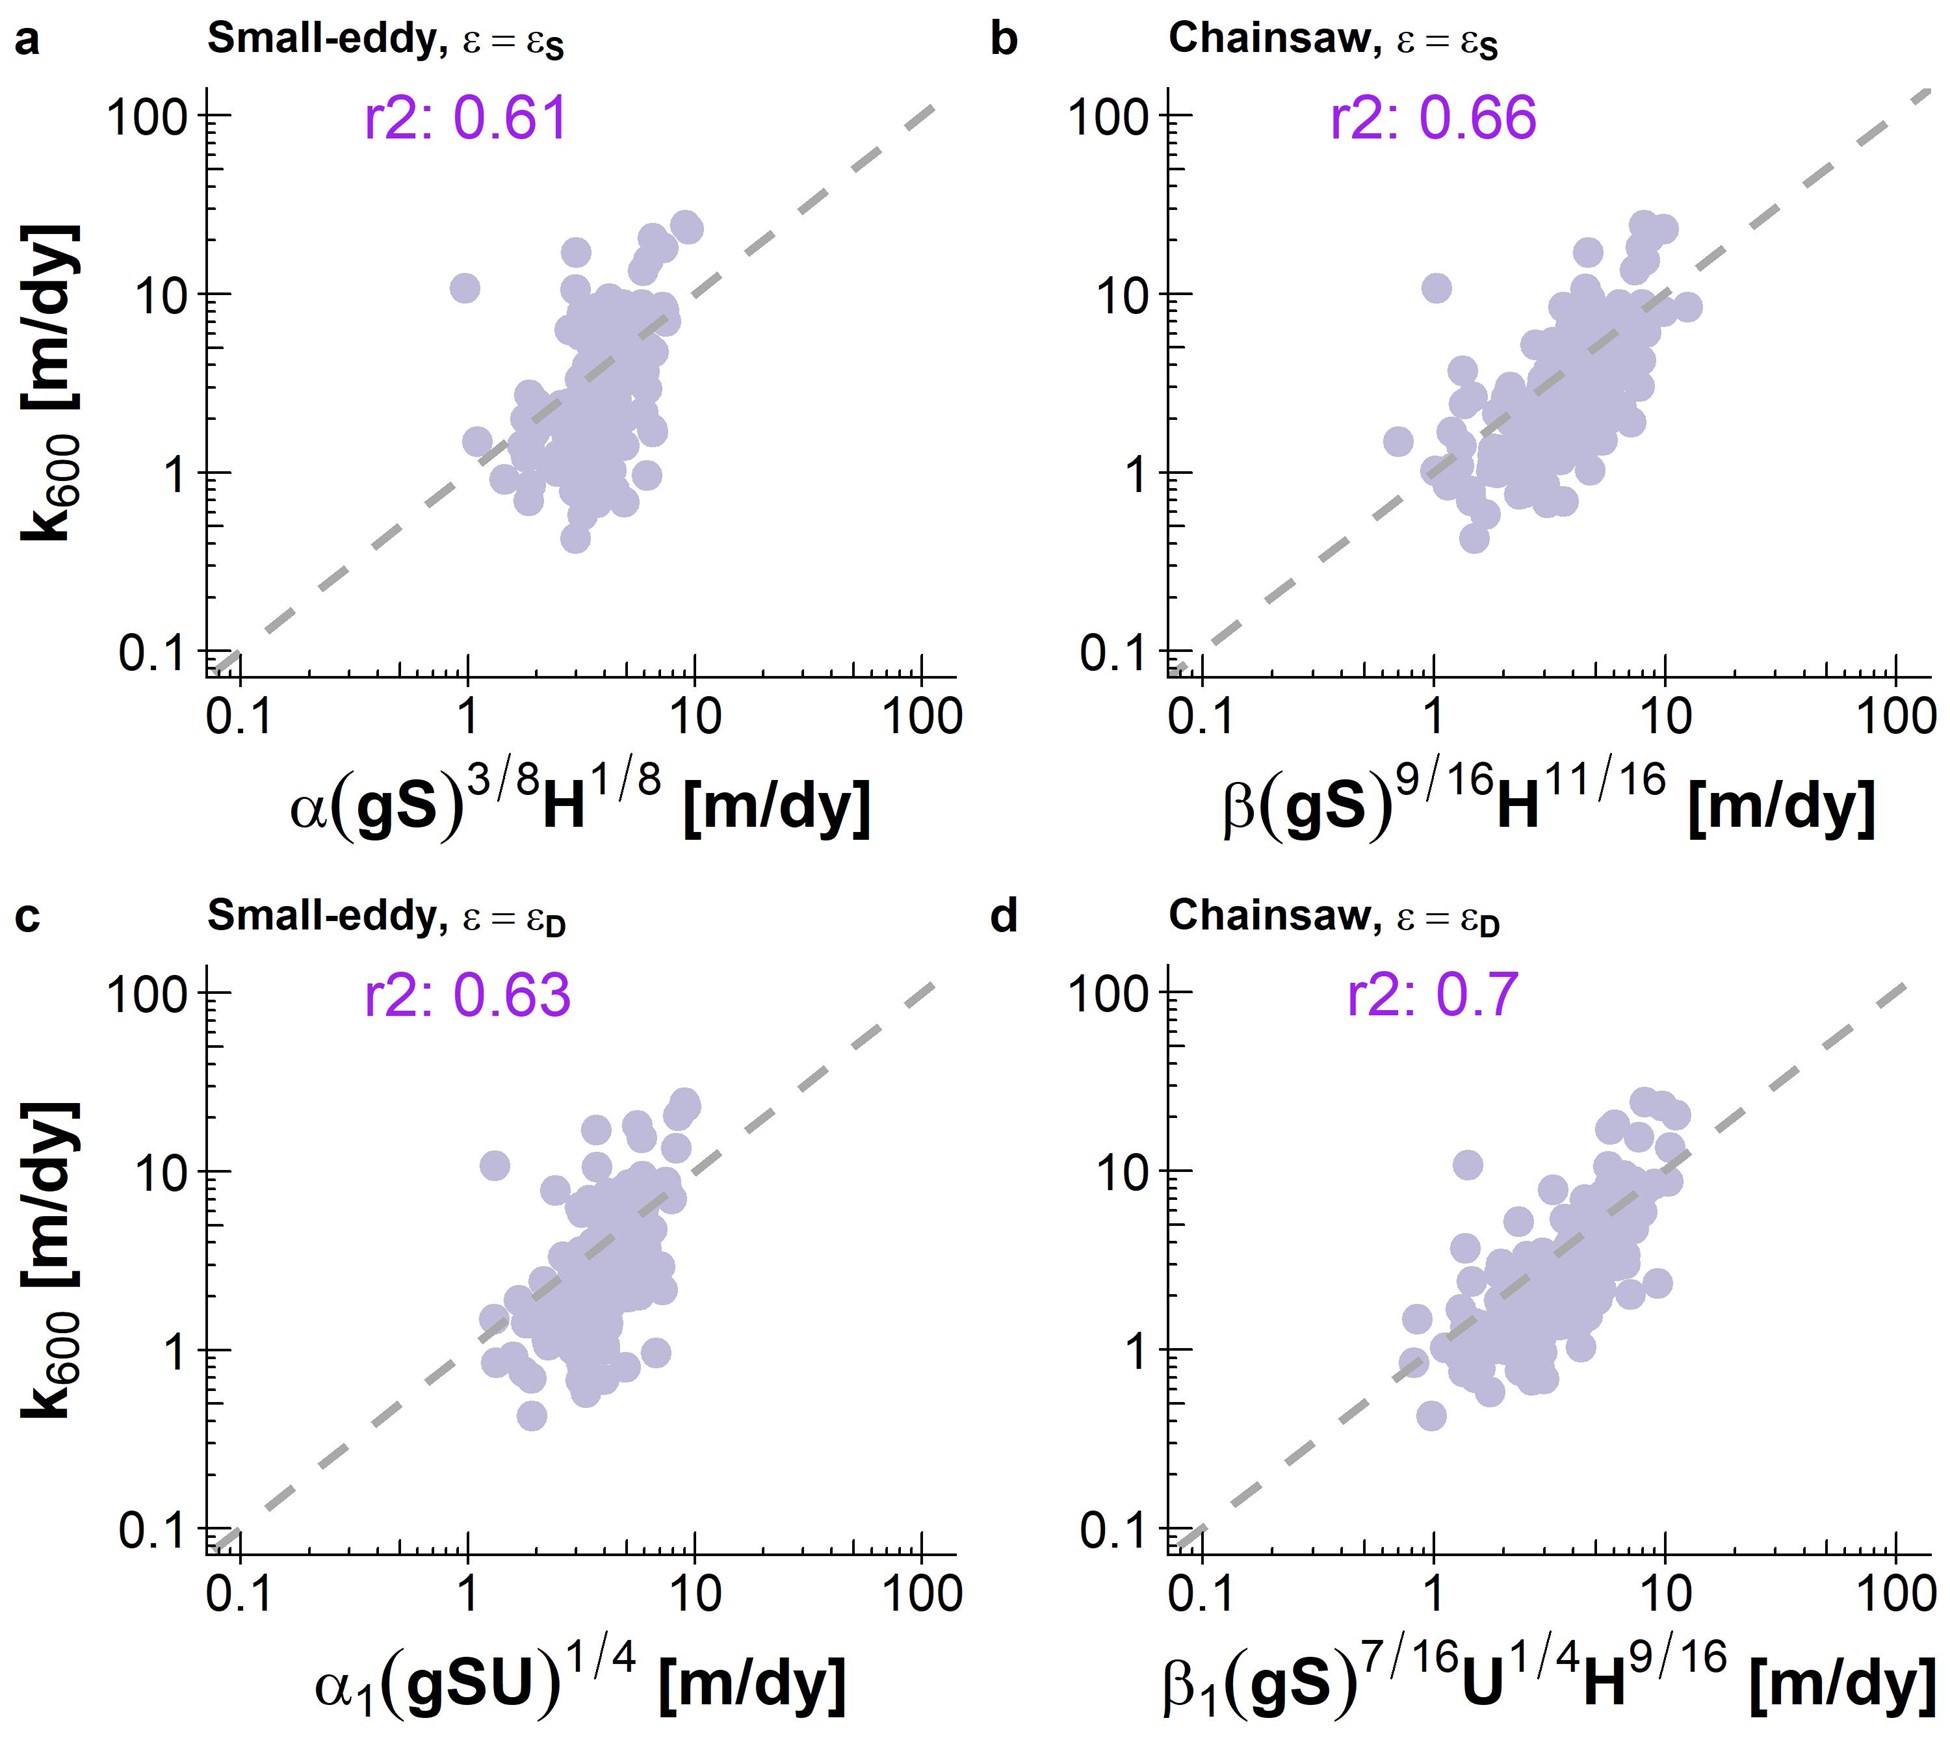 a Small-eddy, ε = εS
r2: 0.61
100
10
1
0.1
k600 [m/dy]
0.1 1 10 100
α(gS)3/8H1/8 [m/dy]
b Chainsaw, ε = εS
r2: 0.66
100
10
1
0.1
0.1 1 10 100
β(gS)9/16H11/16 [m/dy]
c Small-eddy, ε = εD
r2: 0.63
100
10
1
0.1
k600 [m/dy]
0.1 1 10 100
α1(gSU)1/4 [m/dy]
d Chainsaw, ε = εD
r2: 0.7
100
10
1
0.1
0.1 1 10 100
β1(gS)7/16U1/4H9/16 [m/dy]